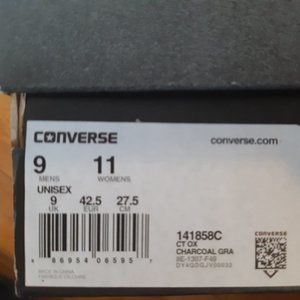 CONVERSE
converse.com
9 11
MENS WOMENS
UNISEX
9 42.5 27.5
UK EUR CM
141858C
CT OX
CHARCOAL GRA
MADE IN CHINA